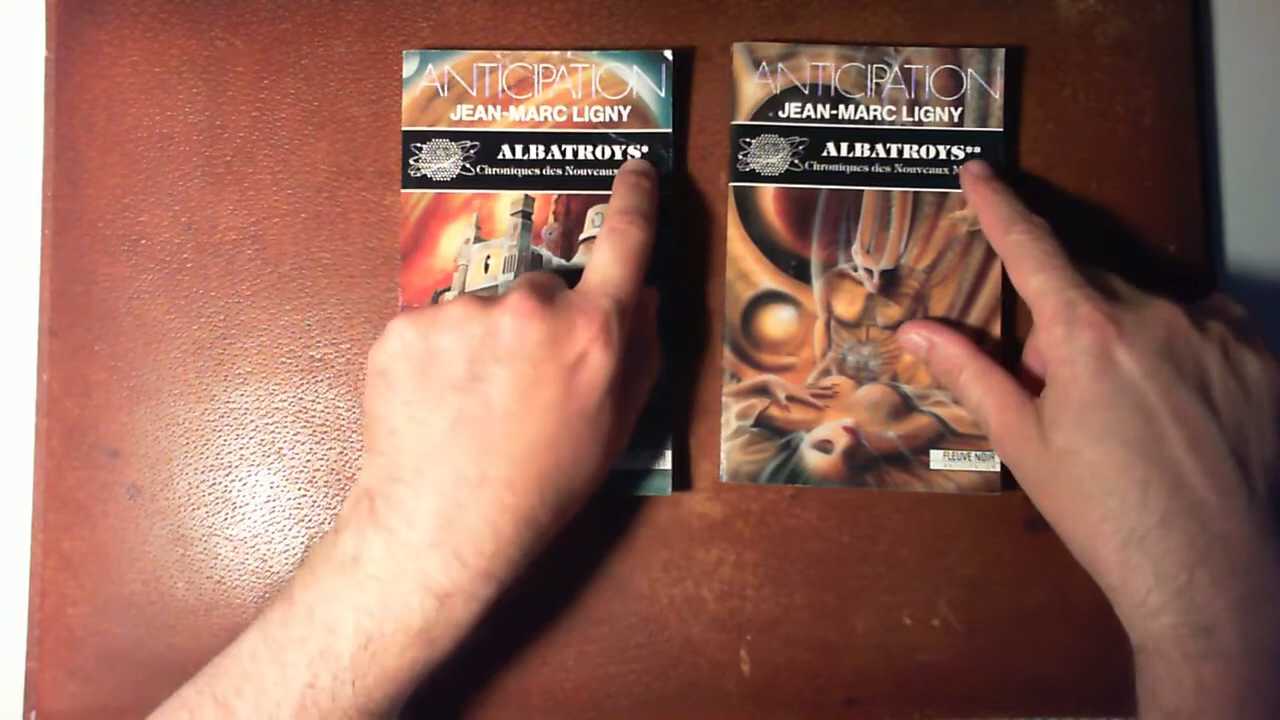 ANTICIPATION
JEAN-MARC LIGNY
ALBATROYS*
Chroniques des Nouveaux
ANTICIPATION
JEAN-MARC LIGNY
ALBATROYS**
Chroniques des Nouveaux M
FLEUVE NOIR